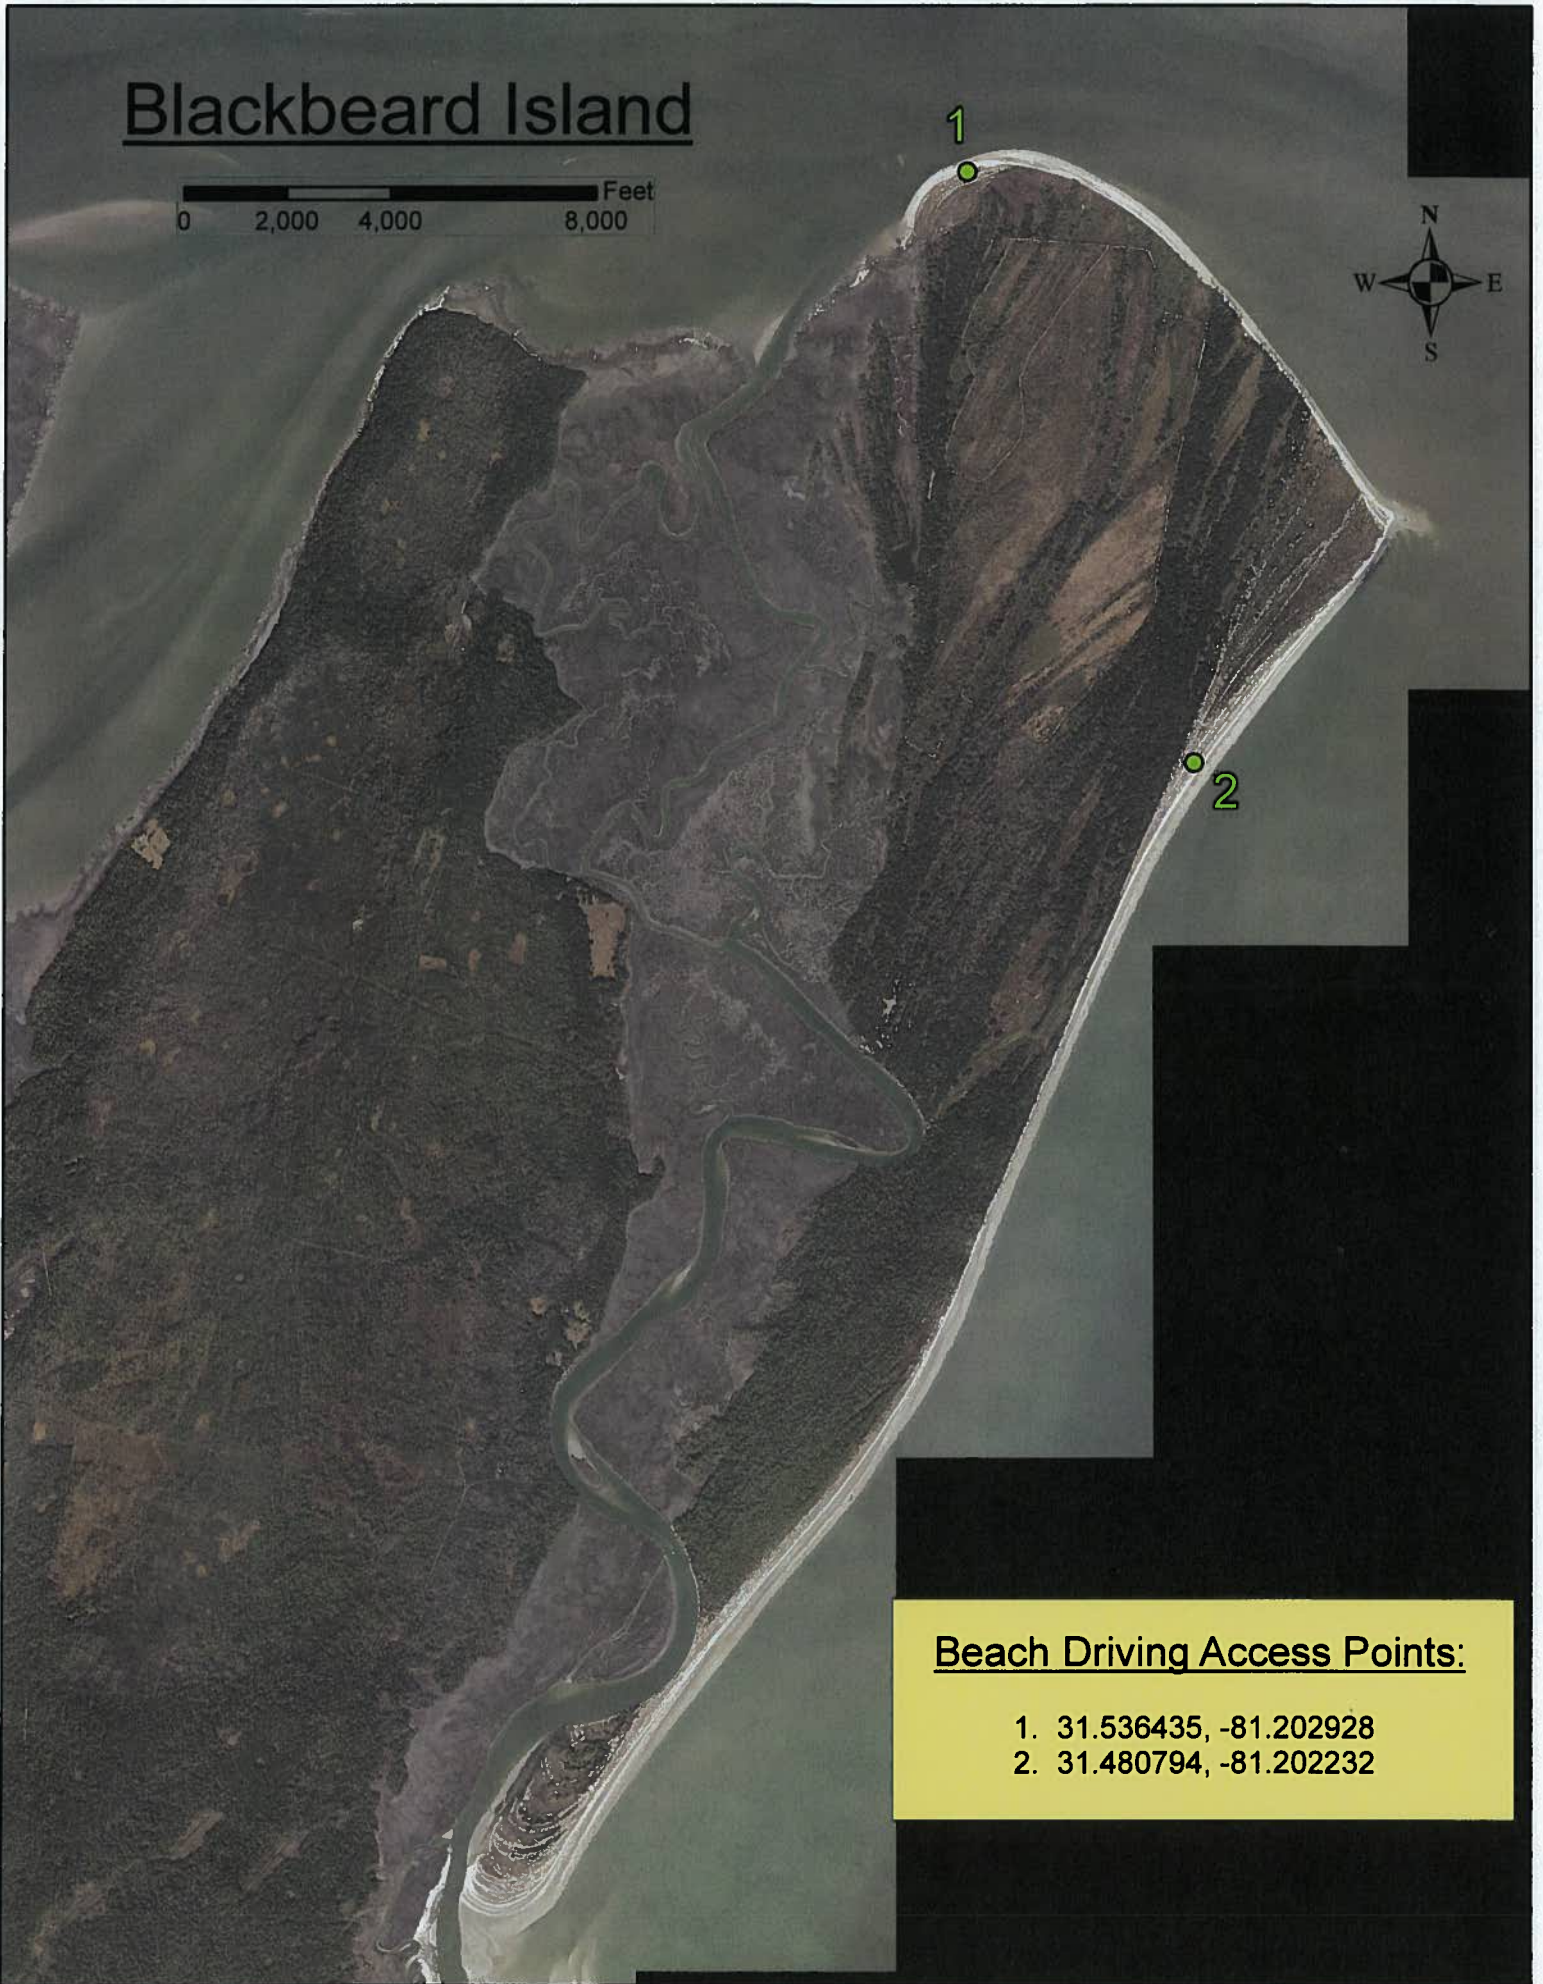 Blackbeard Island
Feet
0 2,000 4,000 8,000
1
N
W E
S
2
Beach Driving Access Points:
1. 31.536435, -81.202928
2. 31.480794, -81.202232